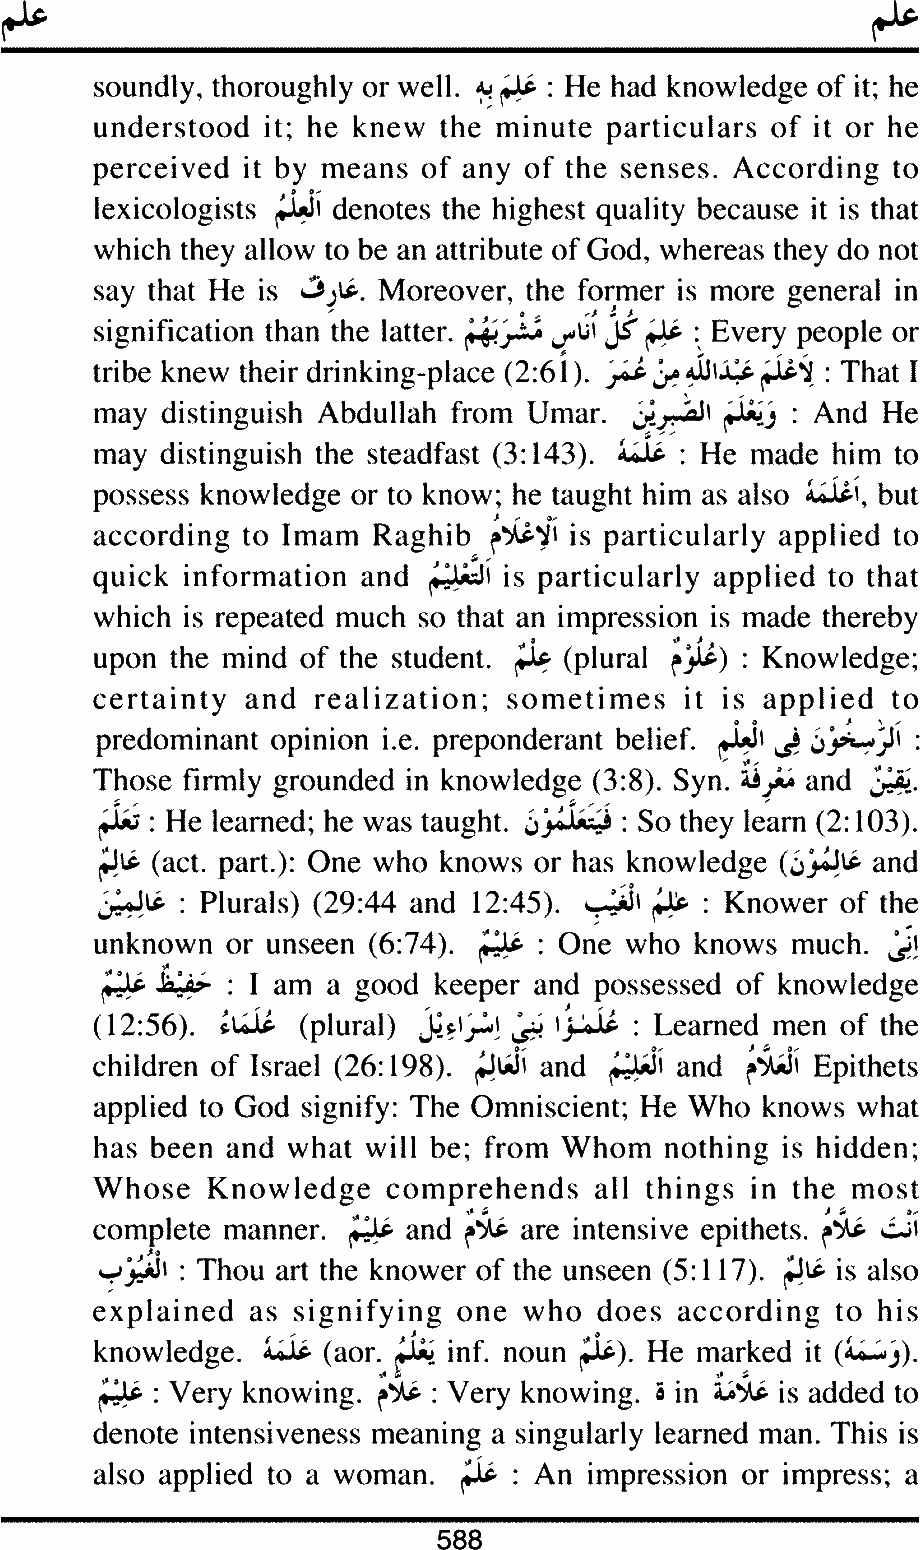 علم علم
soundly, thoroughly or well. عَلِمَ بِهٖ : He had knowledge of it; he
understood it; he knew the minute particulars of it or he
perceived it by means of any of the senses. According to
lexicologists اَلْعِلْمُ denotes the highest quality because it is that
which they allow to be an attribute of God, whereas they do not
say that He is عَارِفٌ. Moreover, the former is more general in
signification than the latter. عَلِمَ كُلُّ اُنَاسٍ مَّشْرَبَهُمْ : Every people or
tribe knew their drinking-place (2:61). لِاَعْلَمَ عَبْدَاللّٰهِ مِنْ عُمَرَ : That I
may distinguish Abdullah from Umar. وَيَعْلَمَ الصّٰبِرِيْنَ : And He
may distinguish the steadfast (3:143). عَلَّمَهٗ : He made him to
possess knowledge or to know; he taught him as also اَعْلَمَهٗ, but
according to Imam Raghib اَلْاِعْلَامُ is particularly applied to
quick information and اَلتَّعْلِيْمُ is particularly applied to that
which is repeated much so that an impression is made thereby
upon the mind of the student. عِلْمٌ (plural عُلُوْمٌ) : Knowledge;
certainty and realization; sometimes it is applied to
predominant opinion i.e. preponderant belief. اَلرّٰسِخُوْنَ فِى الْعِلْمِ :
Those firmly grounded in knowledge (3:8). Syn. مَعْرِفَةٌ and يَقِيْنٌ.
تَعَلَّمَ : He learned; he was taught. فَيَتَعَلَّمُوْنَ : So they learn (2:103).
عَالِمٌ (act. part.): One who knows or has knowledge (عَالِمُوْنَ and
عَالِمِيْنَ : Plurals) (29:44 and 12:45). عٰلِمُ الْغَيْبِ : Knower of the
unknown or unseen (6:74). عَلِيْمٌ : One who knows much. اِنِّىْ
حَفِيْظٌ عَلِيْمٌ : I am a good keeper and possessed of knowledge
(12:56). عُلَمَاءُ (plural) عُلَمٰٓؤُا بَنِىْ اِسْرَاءِيْلَ : Learned men of the
children of Israel (26:198). اَلْعَالِمُ and اَلْعَلِيْمُ and اَلْعَلَّامُ Epithets
applied to God signify: The Omniscient; He Who knows what
has been and what will be; from Whom nothing is hidden;
Whose Knowledge comprehends all things in the most
complete manner. عَلِيْمٌ and عَلَّامٌ are intensive epithets. اَنْتَ عَلَّامُ
الْغُيُوْبِ : Thou art the knower of the unseen (5:117). عَالِمٌ is also
explained as signifying one who does according to his
knowledge. عَلَمَهٗ (aor. يَعْلُمُ inf. noun عَلْمٌ). He marked it (وَسَمَهٗ).
عَلِيْمٌ : Very knowing. عَلَّامٌ : Very knowing. ة in عَلَّامَةٌ is added to
denote intensiveness meaning a singularly learned man. This is
also applied to a woman. عَلَمٌ : An impression or impress; a
588